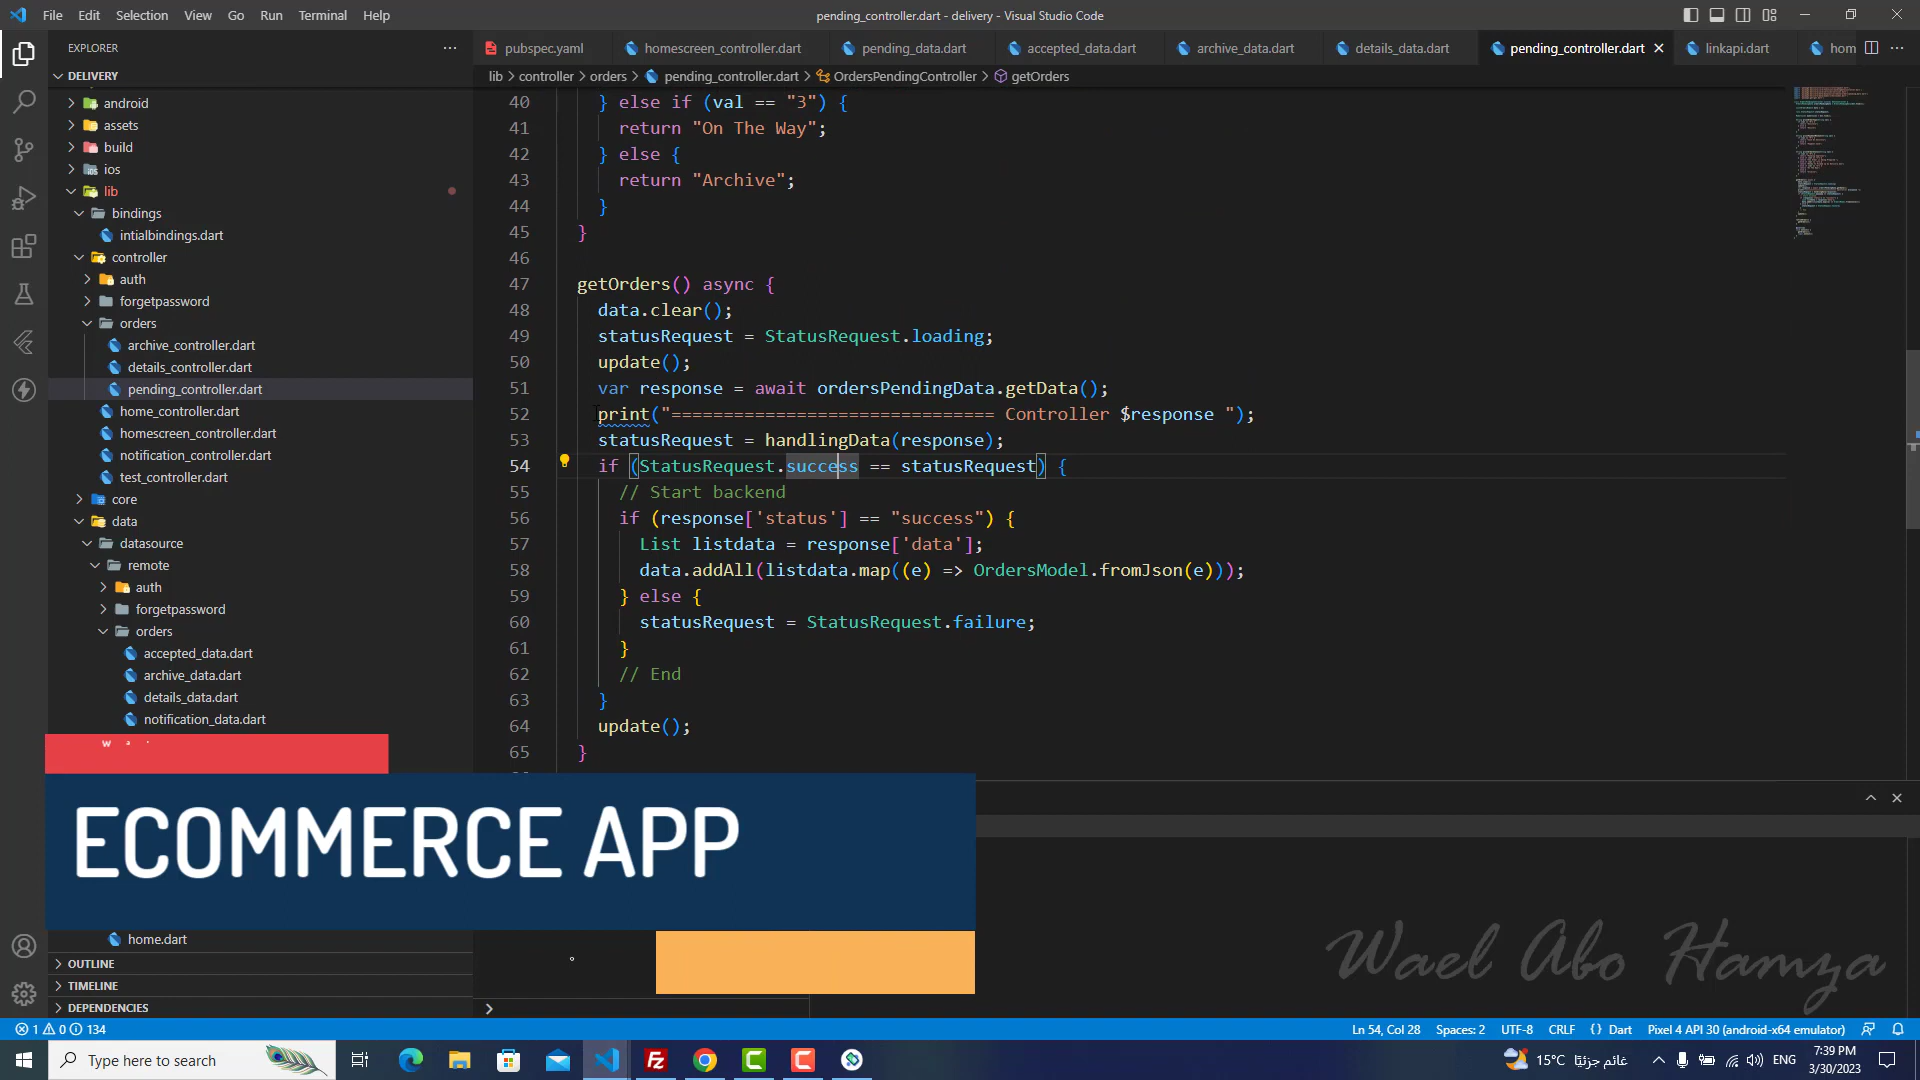 File Edit Selection View Go Run Terminal Help
pending_controller.dart - delivery - Visual Studio Code
EXPLORER
DELIVERY
android
assets
build
ios
lib
bindings
intialbindings.dart
controller
auth
forgetpassword
orders
archive_controller.dart
details_controller.dart
pending_controller.dart
home_controller.dart
homescreen_controller.dart
notification_controller.dart
test_controller.dart
core
data
datasource
remote
auth
forgetpassword
orders
accepted_data.dart
archive_data.dart
details_data.dart
notification_data.dart
home.dart
OUTLINE
TIMELINE
DEPENDENCIES
pubspec.yaml homescreen_controller.dart pending_data.dart accepted_data.dart archive_data.dart details_data.dart pending_controller.dart linkapi.dart hom
lib > controller > orders > pending_controller.dart > OrdersPendingController > getOrders
40 } else if (val == "3") {
41 return "On The Way";
42 } else {
43 return "Archive";
44 }
45 }
46
47 getOrders() async {
48 data.clear();
49 statusRequest = StatusRequest.loading;
50 update();
51 var response = await ordersPendingData.getData();
52 print("=============================== Controller $response ");
53 statusRequest = handlingData(response);
54 if (StatusRequest.success == statusRequest) {
55 // Start backend
56 if (response['status'] == "success") {
57 List listdata = response['data'];
58 data.addAll(listdata.map((e) => OrdersModel.fromJson(e)));
59 } else {
60 statusRequest = StatusRequest.failure;
61 }
62 // End
63 }
64 update();
65 }
W
ECOMMERCE APP
Wael Abo Hamza
1 0 134
Ln 54, Col 28 Spaces: 2 UTF-8 CRLF {} Dart Pixel 4 API 30 (android-x64 emulator)
Type here to search
15°C غائم جزئيًا ENG 7:39 PM
3/30/2023